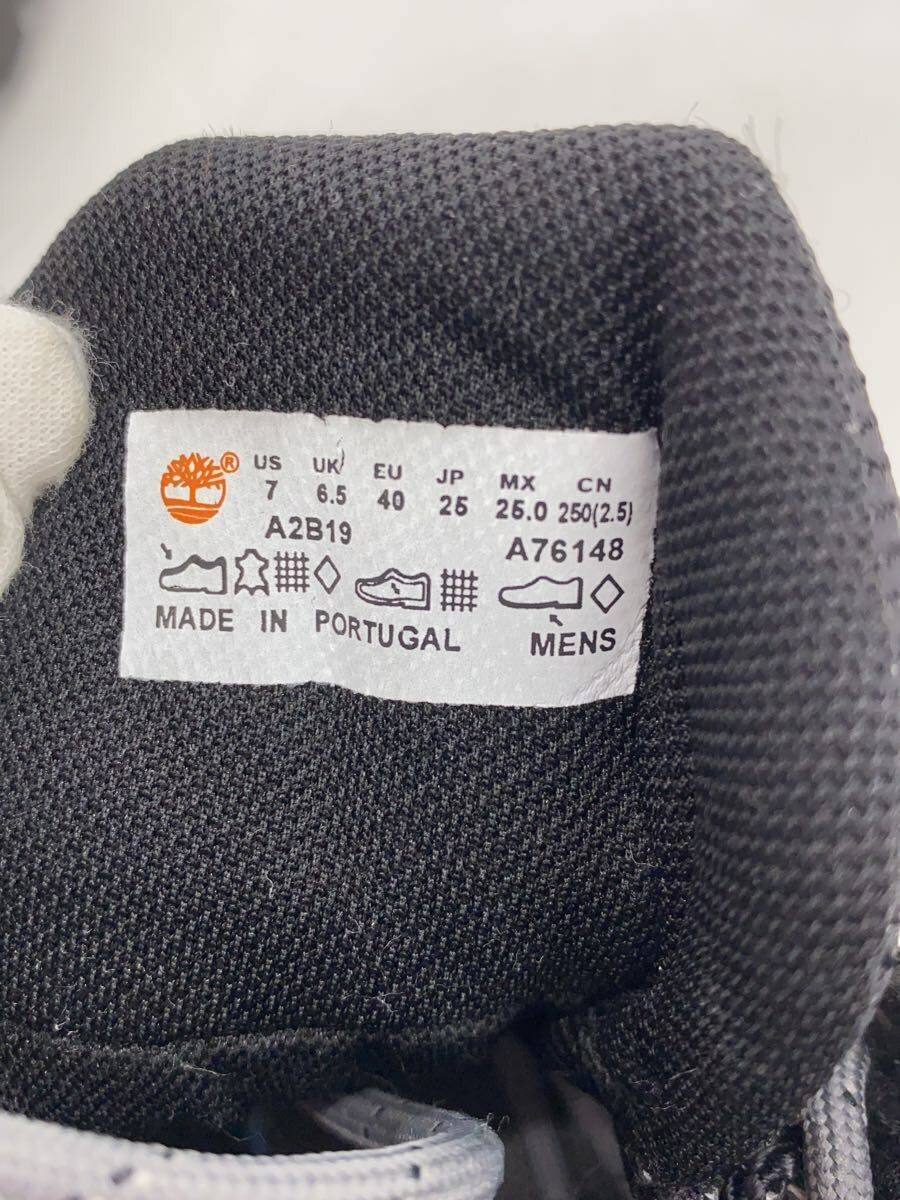 ® US UK EU JP MX CN
7 6.5 40 25 25.0 250(2.5)
A2B19 A76148
MADE IN PORTUGAL MENS